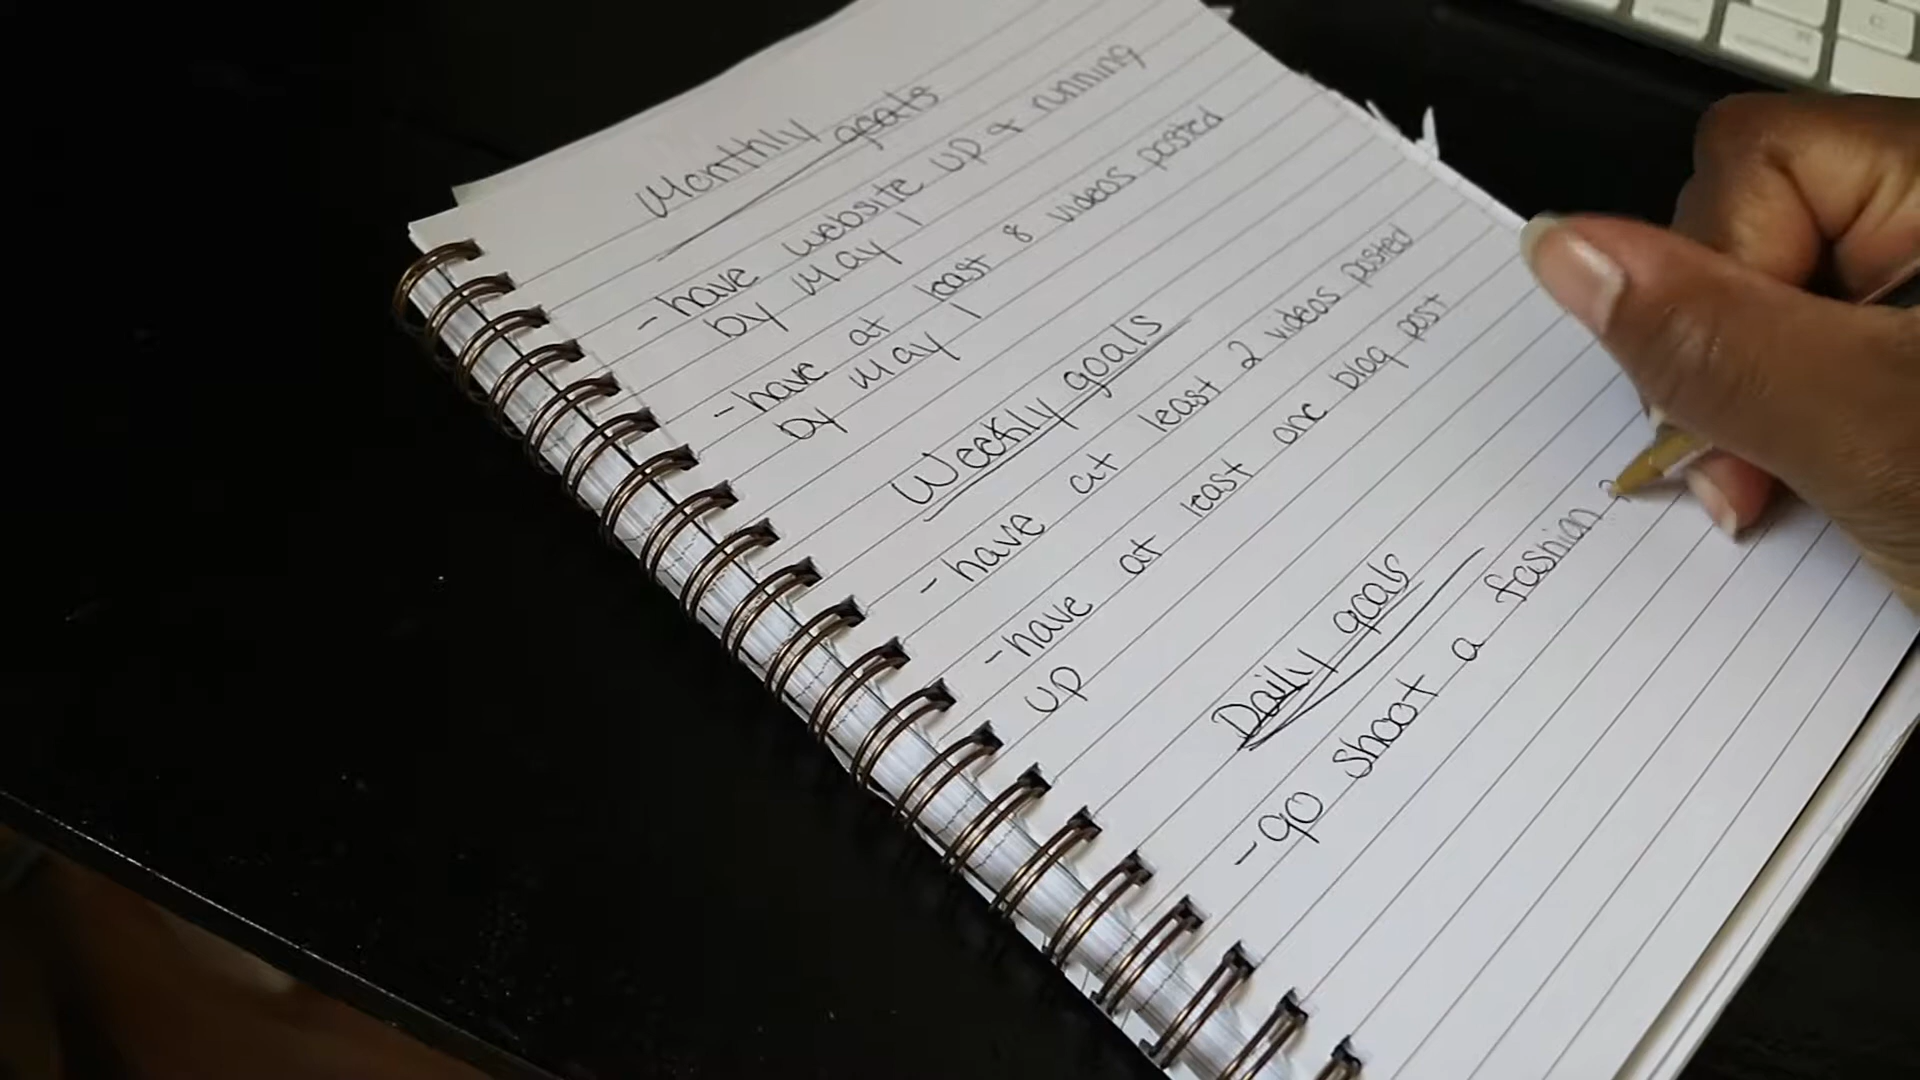 Monthly goals
- have website up & running
by May 1
- have at least 8 videos posted
by May 1
Weekly goals
- have at least 2 videos posted
- have at least one blog post
up
Daily goals
- go shoot a fashion